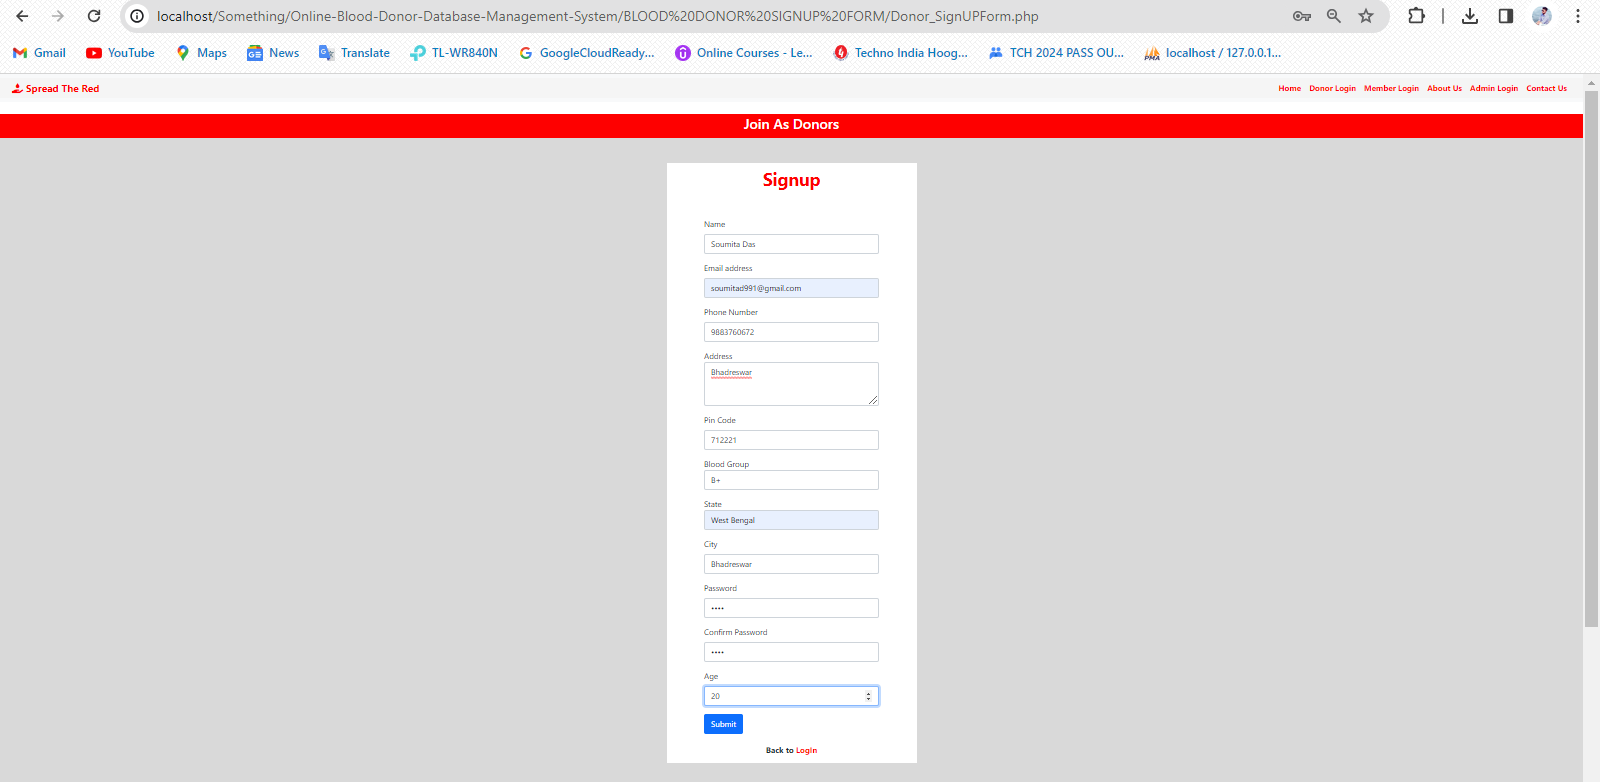 localhost/Something/Online-Blood-Donor-Database-Management-System/BLOOD%20DONOR%20SIGNUP%20FORM/Donor_SignUPForm.php
Gmail YouTube Maps News Translate TL-WR840N GoogleCloudReady... Online Courses - Le... Techno India Hoog... TCH 2024 PASS OU... PMA localhost / 127.0.0.1...
Spread The Red Home Donor Login Member Login About Us Admin Login Contact Us
Join As Donors
Signup
Name
Soumita Das
Email address
soumitad991@gmail.com
Phone Number
9883760672
Address
Bhadreswar
Pin Code
712221
Blood Group
B+
State
West Bengal
City
Bhadreswar
Password
••••
Confirm Password
••••
Age
20
Submit
Back to LogIn